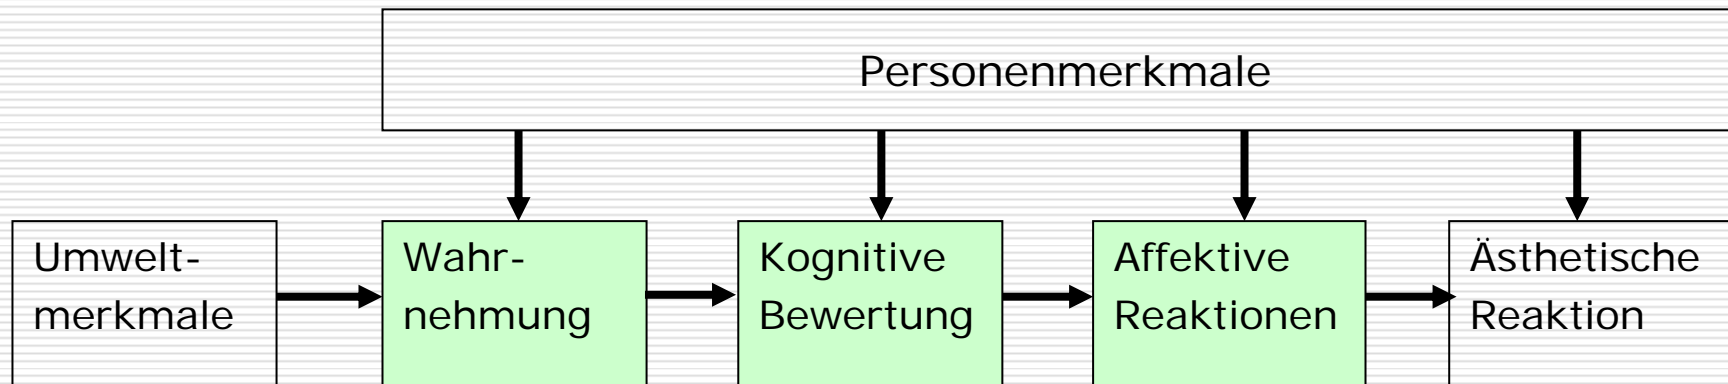 Personenmerkmale
Umwelt-
merkmale
Wahr-
nehmung
Kognitive
Bewertung
Affektive
Reaktionen
Ästhetische
Reaktion